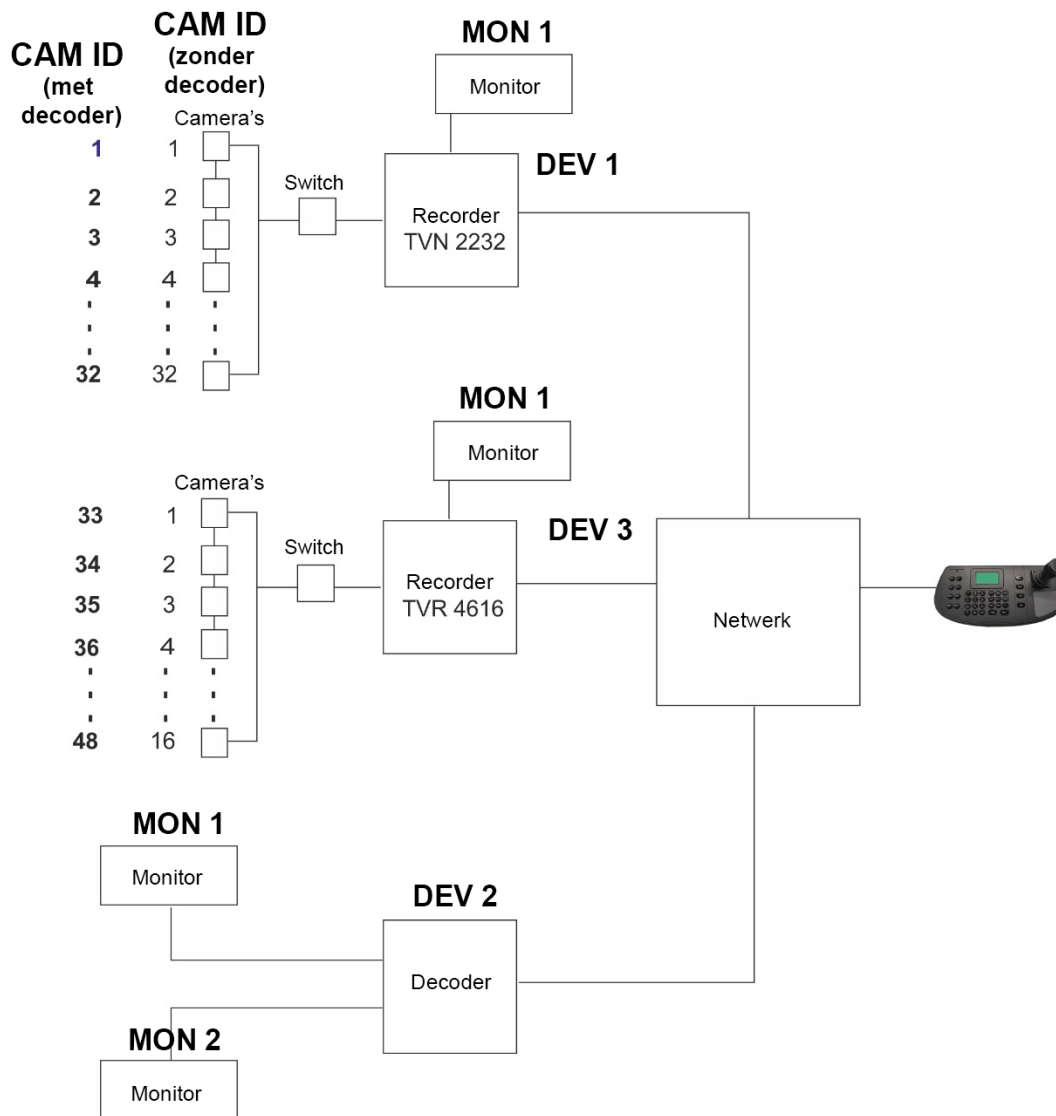 CAM ID
(met
decoder)
CAM ID
(zonder
decoder)
Camera's
1 1
2 2
3 3
4 4
32 32
Switch
MON 1
Monitor
DEV 1
Recorder
TVN 2232
Camera's
33 1
34 2
35 3
36 4
48 16
Switch
MON 1
Monitor
DEV 3
Recorder
TVR 4616
Netwerk
MON 1
Monitor
DEV 2
Decoder
MON 2
Monitor